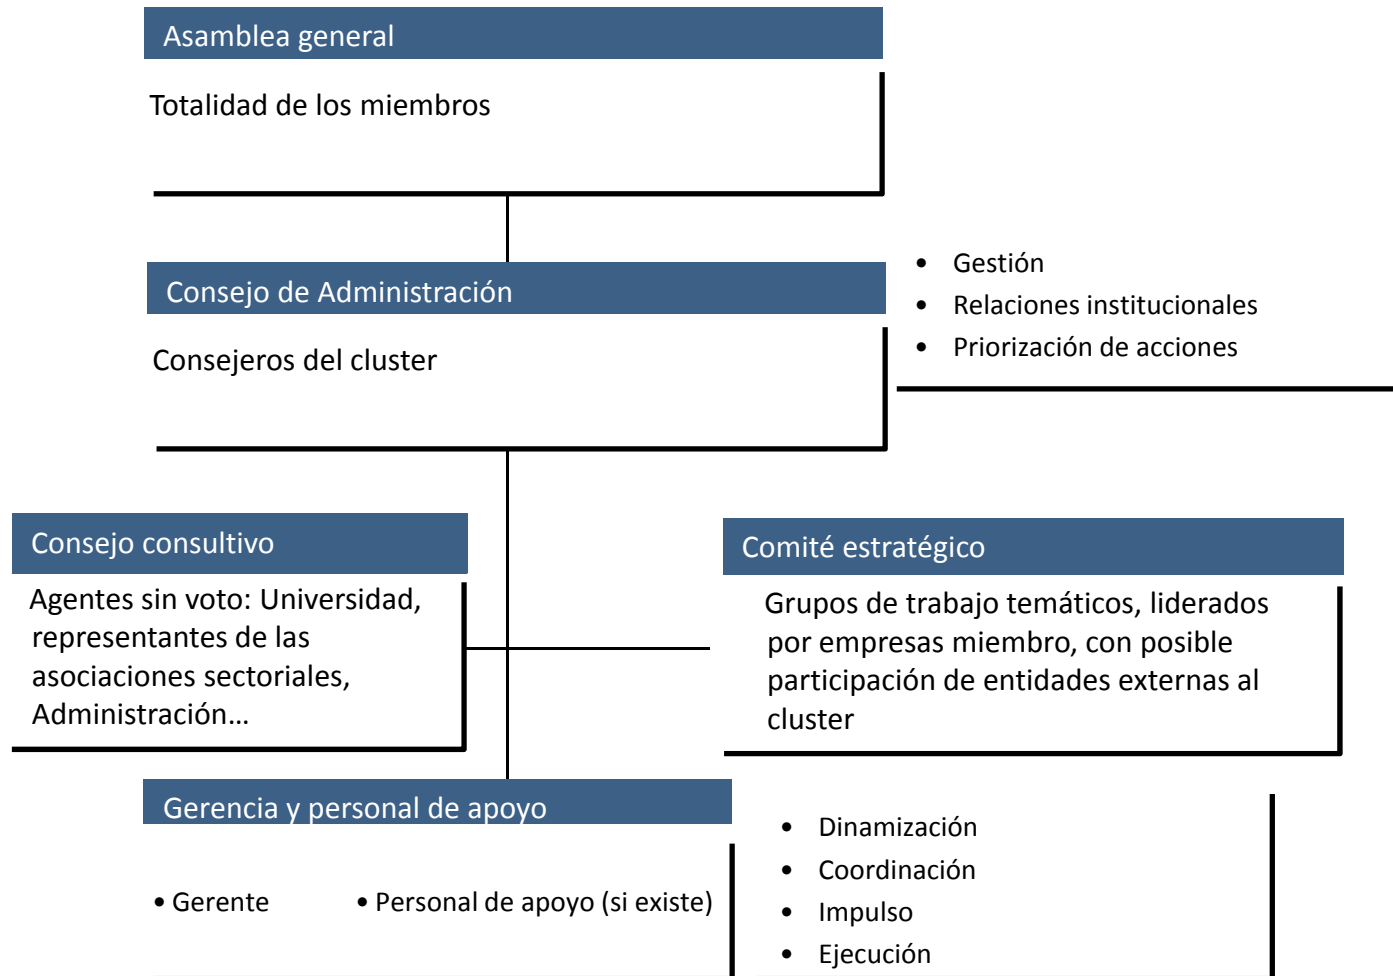 Asamblea general
Totalidad de los miembros
Consejo de Administración
Consejeros del cluster
• Gestión
• Relaciones institucionales
• Priorización de acciones
Consejo consultivo
Agentes sin voto: Universidad,
representantes de las
asociaciones sectoriales,
Administración…
Comité estratégico
Grupos de trabajo temáticos, liderados
por empresas miembro, con posible
participación de entidades externas al
cluster
Gerencia y personal de apoyo
• Gerente • Personal de apoyo (si existe)
• Dinamización
• Coordinación
• Impulso
• Ejecución